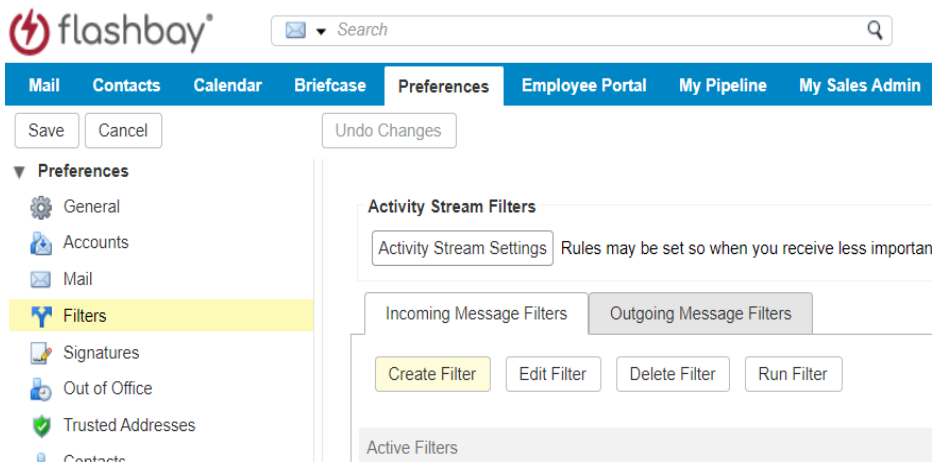 flashbay
Search
Mail Contacts Calendar Briefcase Preferences Employee Portal My Pipeline My Sales Admin
Save Cancel Undo Changes
Preferences
General
Accounts
Mail
Filters
Signatures
Out of Office
Trusted Addresses
Contacts
Activity Stream Filters
Activity Stream Settings Rules may be set so when you receive less importan
Incoming Message Filters Outgoing Message Filters
Create Filter Edit Filter Delete Filter Run Filter
Active Filters